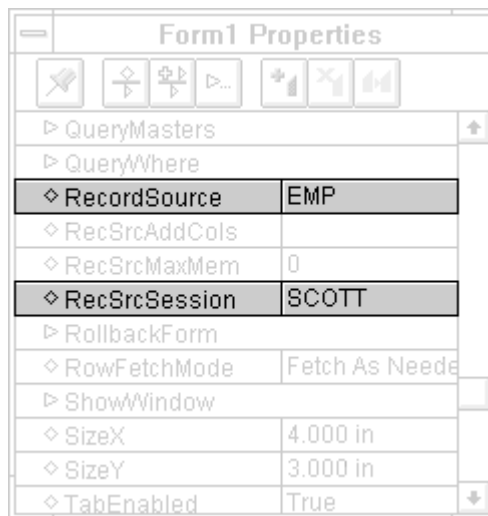 Form1 Properties
QueryMasters
QueryWhere
RecordSource EMP
RecSrcAddCols
RecSrcMaxMem 0
RecSrcSession SCOTT
RollbackForm
RowFetchMode Fetch As Neede
ShowWindow
SizeX 4.000 in
SizeY 3.000 in
TabEnabled True